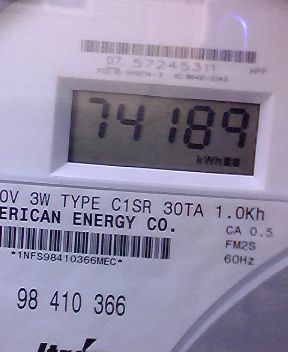 07 57245311
74189
kWh
0V 3W TYPE C1SR 30TA 1.0Kh
ERICAN ENERGY CO. CA 0.5
FM2S
*1NFS98410366MEC* 60Hz
98 410 366